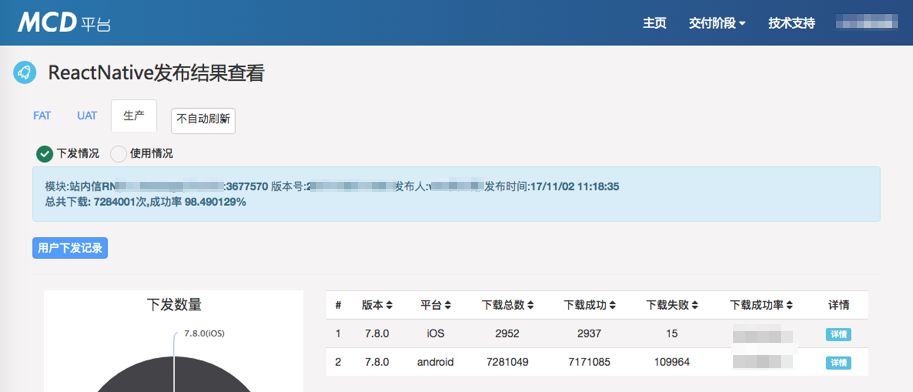 MCD平台 主页 交付阶段 技术支持
ReactNative发布结果查看
FAT UAT 生产 不自动刷新
下发情况 使用情况
模块:站内信RN :3677570 版本号:2 发布人: 发布时间:17/11/02 11:18:35
总共下载: 7284001次,成功率 98.490129%
用户下发记录
下发数量
7.8.0(iOS)
# 版本 平台 下载总数 下载成功 下载失败 下载成功率 详情
1 7.8.0 iOS 2952 2937 15 详情
2 7.8.0 android 7281049 7171085 109964 详情